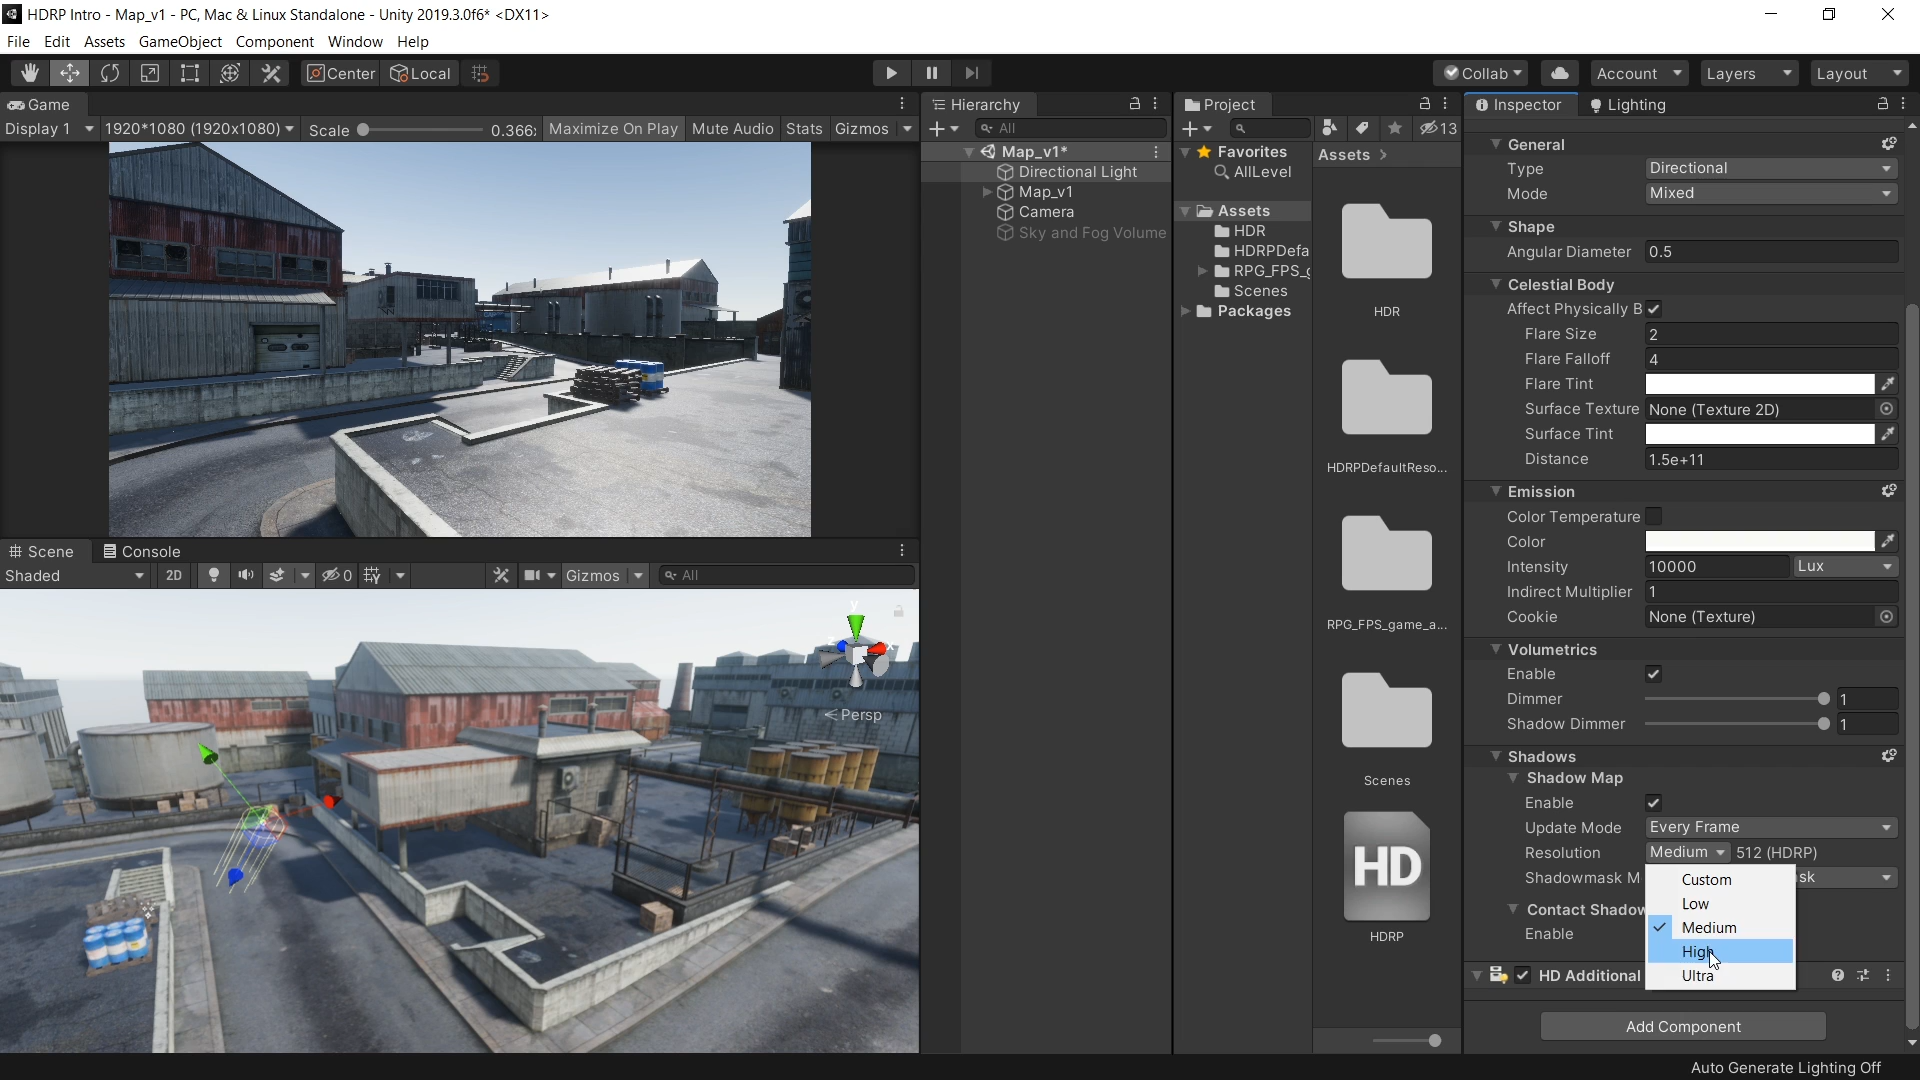 HDRP Intro - Map_v1 - PC, Mac & Linux Standalone - Unity 2019.3.0f6* <DX11>
File Edit Assets GameObject Component Window Help
Center Local
Collab Account Layers Layout
Game
Display 1 1920*1080 (1920x1080) Scale 0.366: Maximize On Play Mute Audio Stats Gizmos
Scene Console
Shaded 2D 0 Gizmos All
y
z
x
Persp
Hierarchy
All
Map_v1*
Directional Light
Map_v1
Camera
Sky and Fog Volume
Project
13
Favorites
AllLevel
Assets
HDR
HDRPDefa
RPG_FPS_g
Scenes
Packages
Assets >
HDR
HDRPDefaultReso...
RPG_FPS_game_a...
Scenes
HD
HDRP
Inspector Lighting
General
Type Directional
Mode Mixed
Shape
Angular Diameter 0.5
Celestial Body
Affect Physically B
Flare Size 2
Flare Falloff 4
Flare Tint
Surface Texture None (Texture 2D)
Surface Tint
Distance 1.5e+11
Emission
Color Temperature
Color
Intensity 10000 Lux
Indirect Multiplier 1
Cookie None (Texture)
Volumetrics
Enable
Dimmer 1
Shadow Dimmer 1
Shadows
Shadow Map
Enable
Update Mode Every Frame
Resolution Medium 512 (HDRP)
Shadowmask M sk
Custom
Low
Medium
High
Ultra
Contact Shadow
Enable
HD Additional
Add Component
Auto Generate Lighting Off